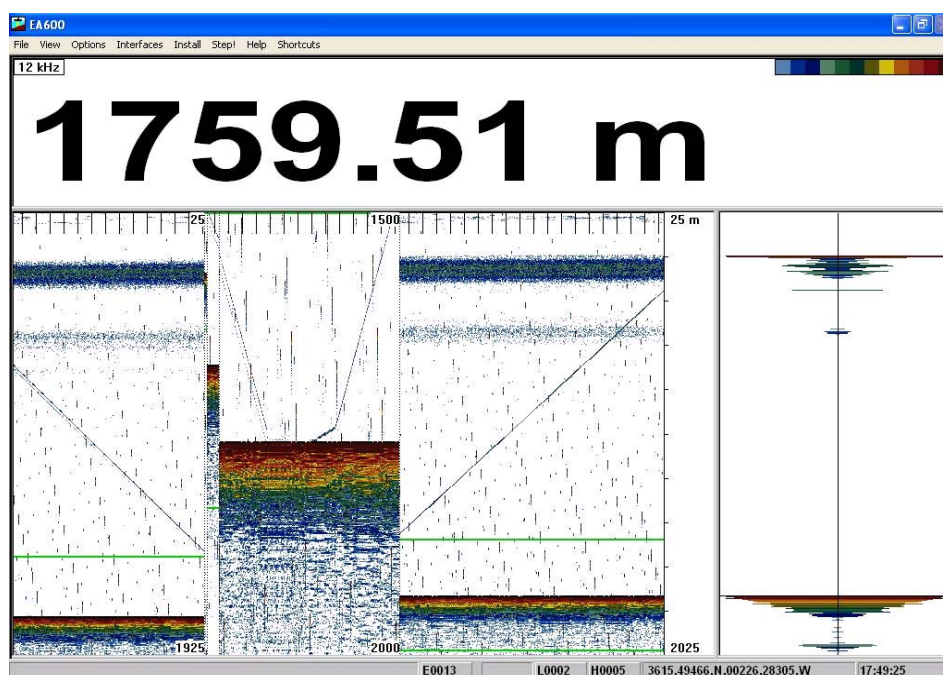 EA600
File View Options Interfaces Install Step! Help Shortcuts
12 kHz
1759.51 m
25 1500 25 m
1925 2000 2025
E0013 L0002 H0005 3615.49466.N.00226.28305.W 17:49:25